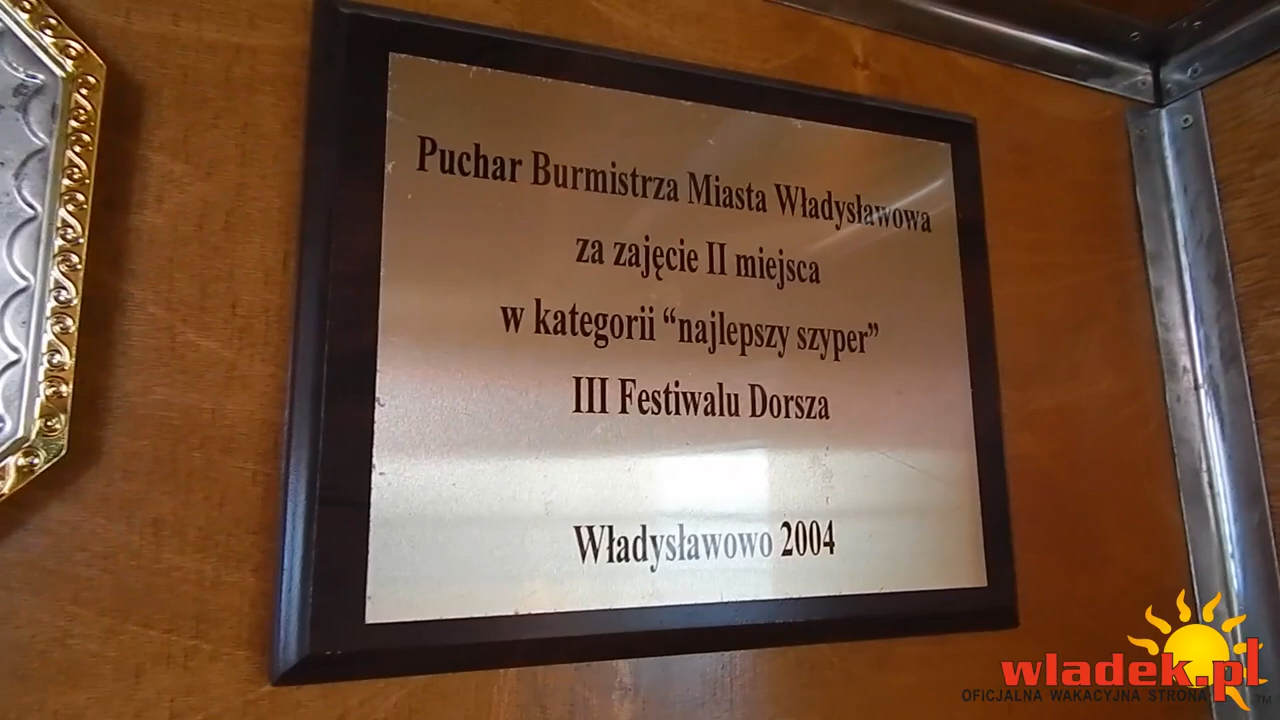 Puchar Burmistrza Miasta Władysławowa
za zajęcie II miejsca
w kategorii “najlepszy szyper”
III Festiwalu Dorsza
Władysławowo 2004
wladek.pl
OFICJALNA WAKACYJNA STRONA
TM